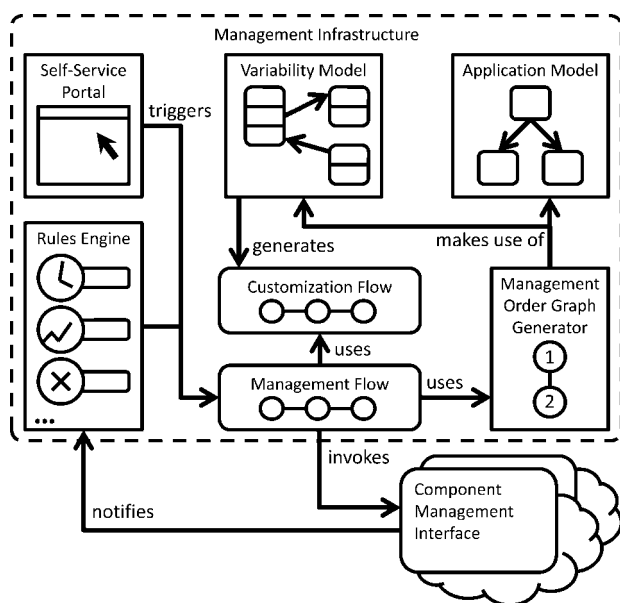 Management Infrastructure
Self-Service
Portal
triggers
Variability Model
Application Model
Rules Engine
...
generates
makes use of
Customization Flow
uses
Management Flow
uses
Management
Order Graph
Generator
1
2
invokes
notifies
Component
Management
Interface